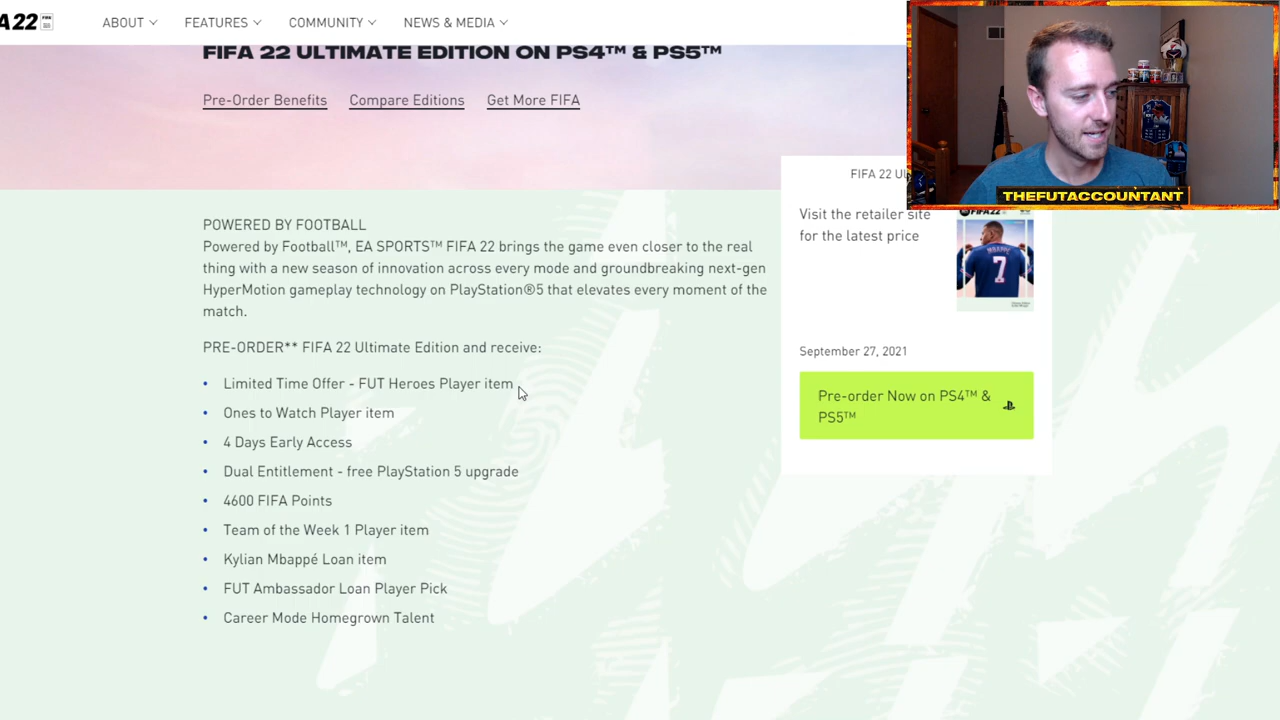 A 22
ABOUT
FEATURES
COMMUNITY
NEWS & MEDIA
FIFA 22 ULTIMATE EDITION ON PS4™ & PS5™
Pre-Order Benefits
Compare Editions
Get More FIFA
THEFUTACCOUNTANT
POWERED BY FOOTBALL
Powered by Football™, EA SPORTS™ FIFA 22 brings the game even closer to the real
thing with a new season of innovation across every mode and groundbreaking next-gen
HyperMotion gameplay technology on PlayStation®5 that elevates every moment of the
match.
PRE-ORDER** FIFA 22 Ultimate Edition and receive:
• Limited Time Offer - FUT Heroes Player item
• Ones to Watch Player item
• 4 Days Early Access
• Dual Entitlement - free PlayStation 5 upgrade
• 4600 FIFA Points
• Team of the Week 1 Player item
• Kylian Mbappé Loan item
• FUT Ambassador Loan Player Pick
• Career Mode Homegrown Talent
FIFA 22 UL
Visit the retailer site
for the latest price
FIFA 22
MBAPPÉ
7
September 27, 2021
Pre-order Now on PS4™ &
PS5™